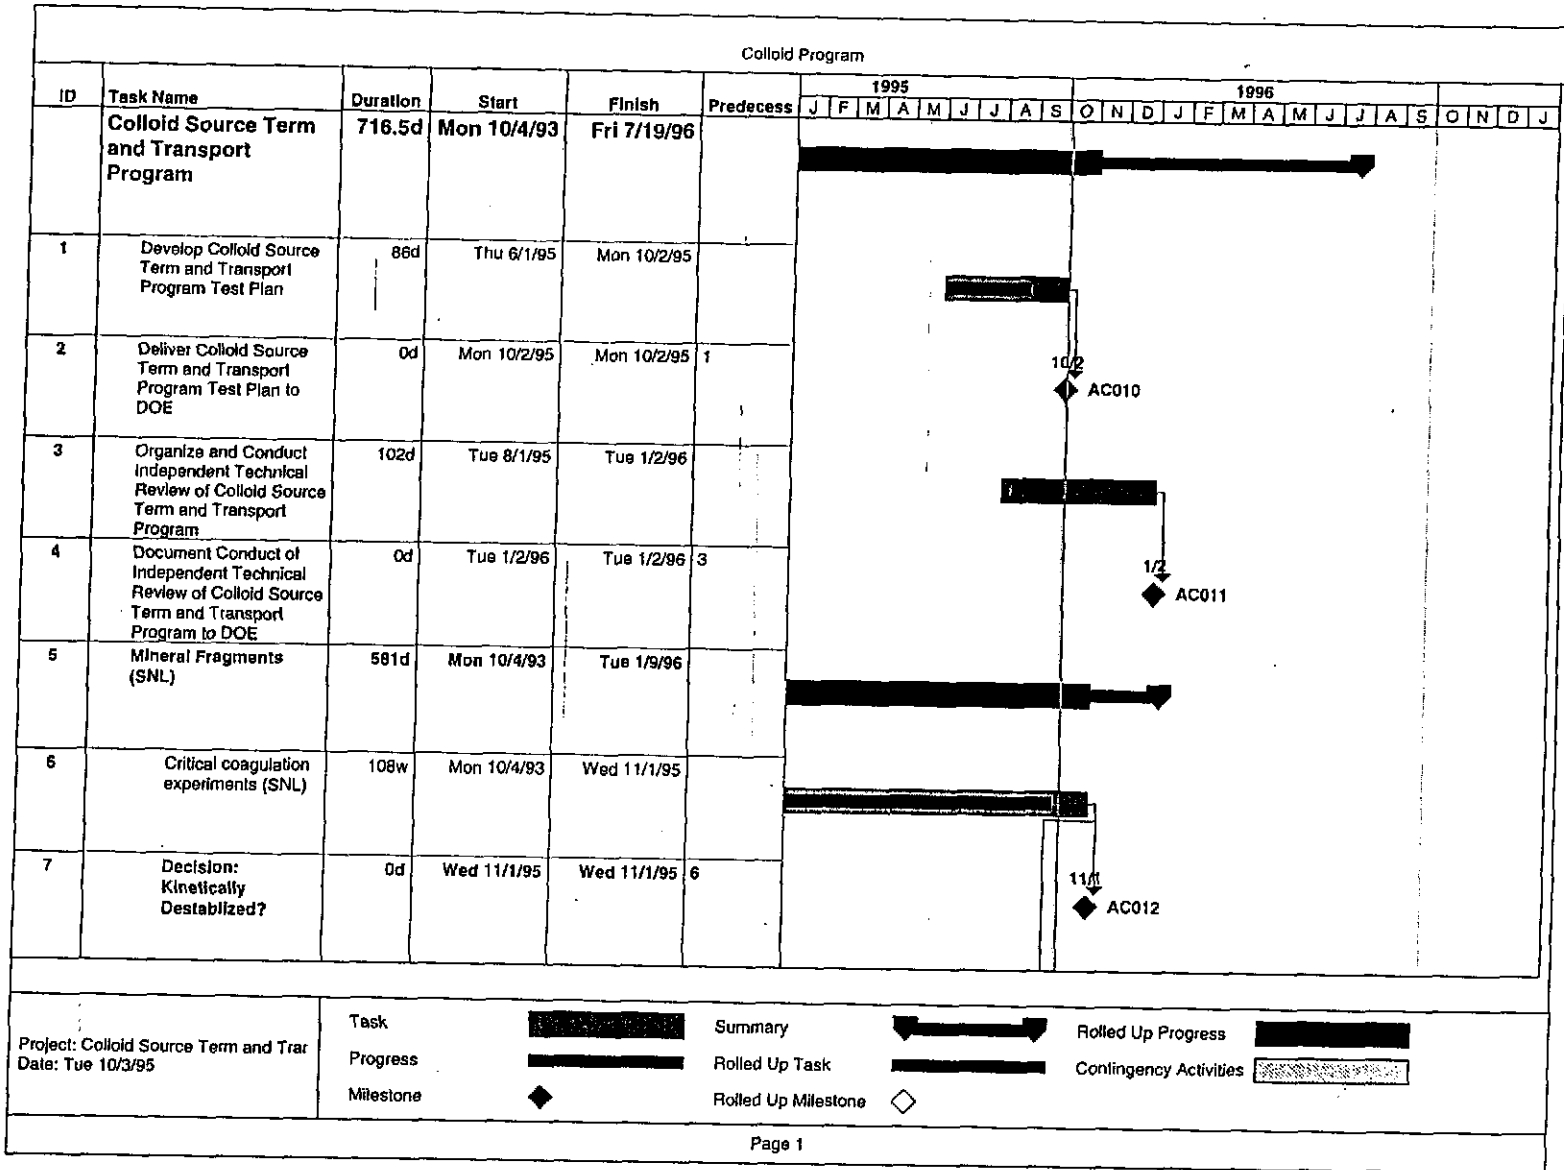 Colloid Program
ID Task Name Duration Start Finish Predecess 1995 1996
J F M A M J J A S O N D J F M A M J J A S O N D J
Colloid Source Term 716.5d Mon 10/4/93 Fri 7/19/96
and Transport
Program
1 Develop Colloid Source 86d Thu 6/1/95 Mon 10/2/95
Term and Transport
Program Test Plan
2 Deliver Colloid Source 0d Mon 10/2/95 Mon 10/2/95 1
Term and Transport
Program Test Plan to
DOE
10/2
AC010
3 Organize and Conduct 102d Tue 8/1/95 Tue 1/2/96
Independent Technical
Review of Colloid Source
Term and Transport
Program
4 Document Conduct of 0d Tue 1/2/96 Tue 1/2/96 3
Independent Technical
Review of Colloid Source
Term and Transport
Program to DOE
1/2
AC011
5 Mineral Fragments 581d Mon 10/4/93 Tue 1/9/96
(SNL)
6 Critical coagulation 108w Mon 10/4/93 Wed 11/1/95
experiments (SNL)
7 Decision: 0d Wed 11/1/95 Wed 11/1/95 6
Kinetically
Destablized?
11/1
AC012
Project: Colloid Source Term and Trar
Date: Tue 10/3/95
Task Summary Rolled Up Progress
Progress Rolled Up Task Contingency Activities
Milestone Rolled Up Milestone
Page 1